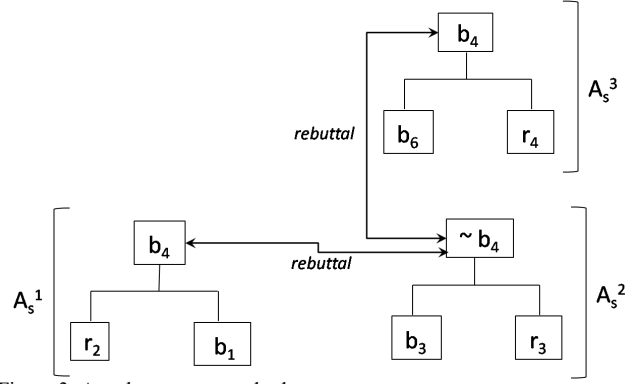 b₄
Aₛ³
rebuttal
b₆
r₄
b₄
~ b₄
rebuttal
Aₛ¹
Aₛ²
r₂
b₁
b₃
r₃